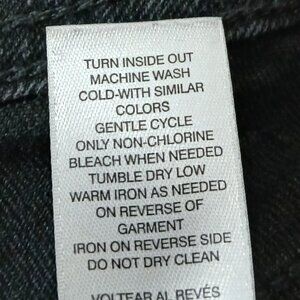 TURN INSIDE OUT
MACHINE WASH
COLD-WITH SIMILAR
COLORS
GENTLE CYCLE
ONLY NON-CHLORINE
BLEACH WHEN NEEDED
TUMBLE DRY LOW
WARM IRON AS NEEDED
ON REVERSE OF
GARMENT
IRON ON REVERSE SIDE
DO NOT DRY CLEAN
VOLTEAR AL REVÉS